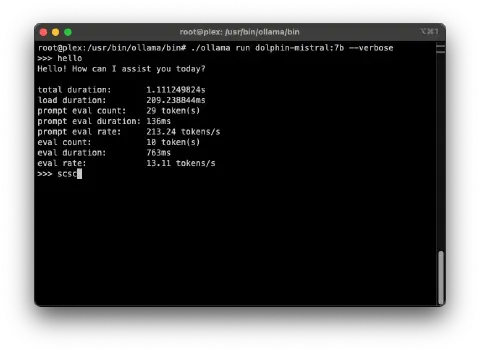 root@plex: /usr/bin/ollama/bin
⌥⌘1
root@plex:/usr/bin/ollama/bin# ./ollama run dolphin-mistral:7b --verbose
>>> hello
Hello! How can I assist you today?
total duration: 1.111249824s
load duration: 209.238844ms
prompt eval count: 29 token(s)
prompt eval duration: 136ms
prompt eval rate: 213.24 tokens/s
eval count: 10 token(s)
eval duration: 763ms
eval rate: 13.11 tokens/s
>>> scsc